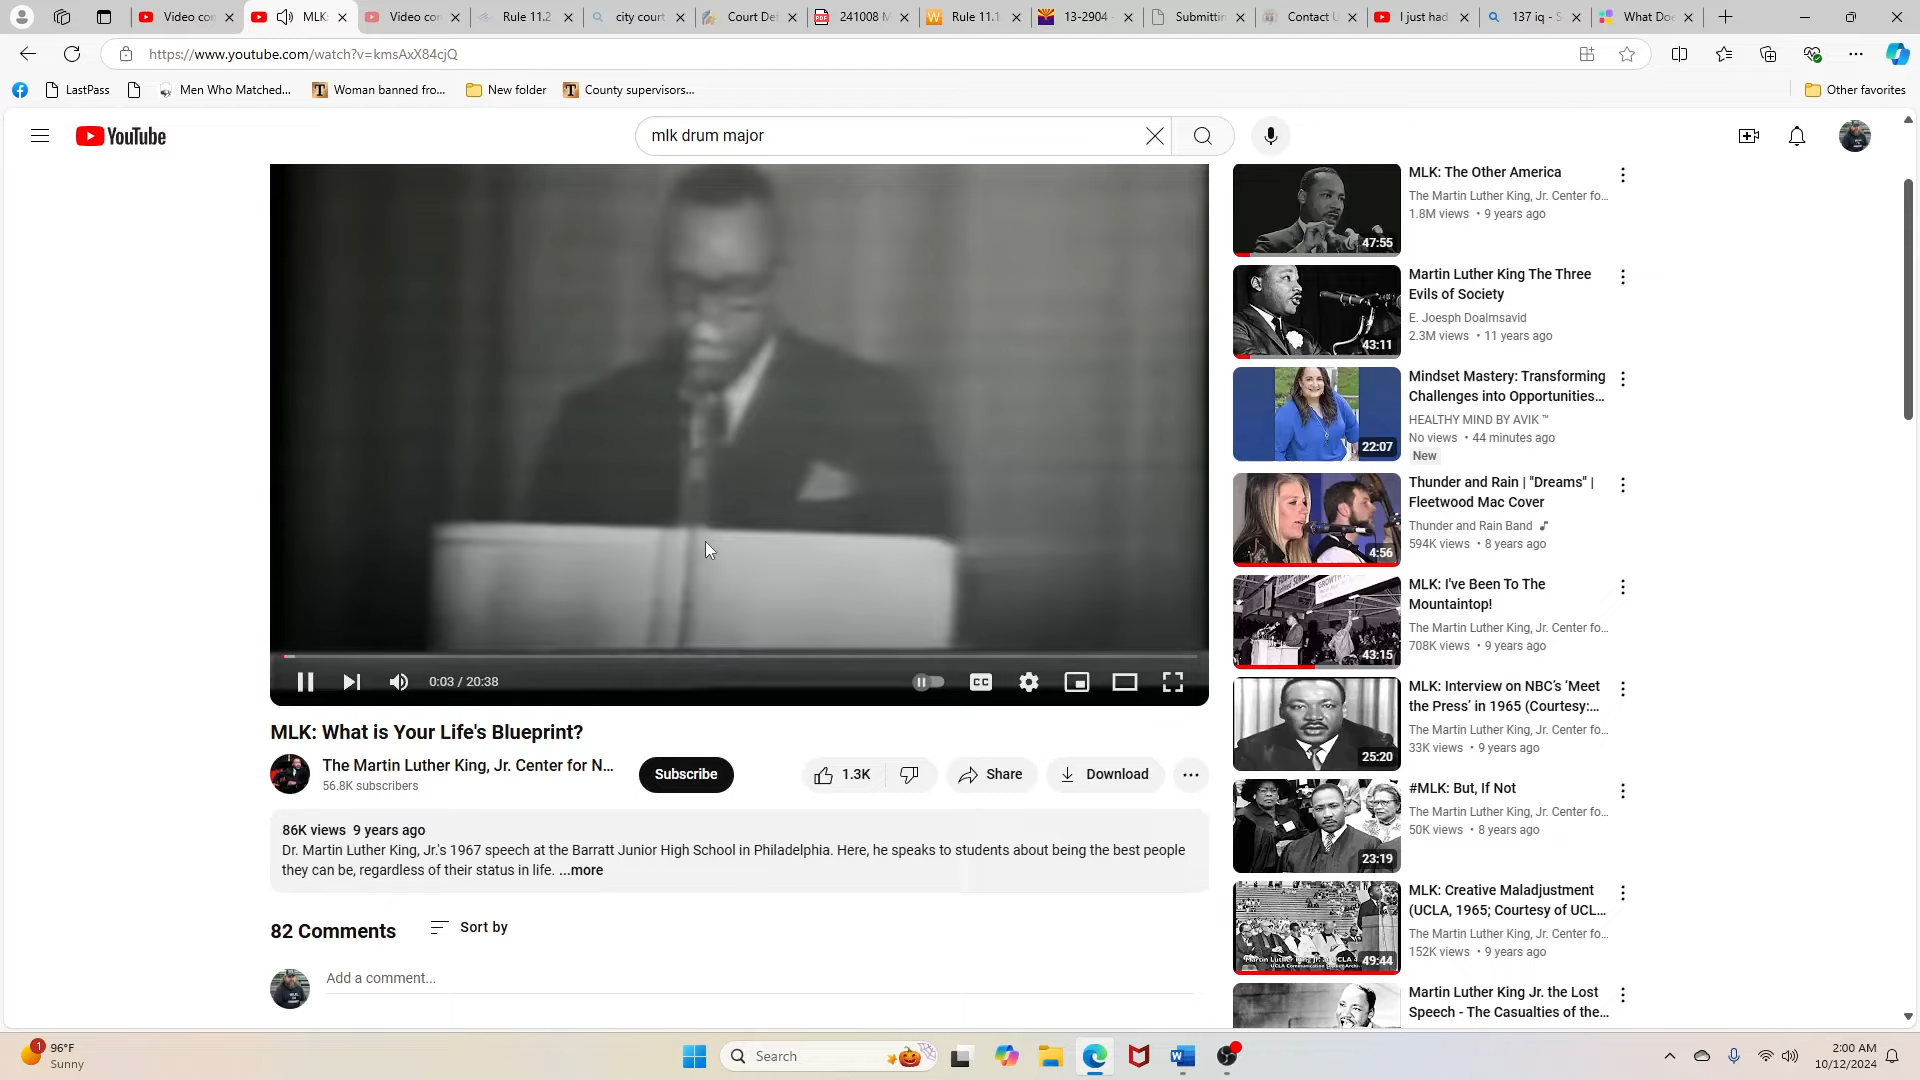 Video cor
MLK:
Video cor
Rule 11.2
city court
Court De
241008 M
Rule 11.1
13-2904 -
Submittin
Contact U
I just had
137 iq - S
What Doe
https://www.youtube.com/watch?v=kmsAxX84cjQ
LastPass
Men Who Matched...
Woman banned fro...
New folder
County supervisors...
Other favorites
YouTube
mlk drum major
0:03 / 20:38
CC
MLK: What is Your Life's Blueprint?
The Martin Luther King, Jr. Center for N...
56.8K subscribers
Subscribe
1.3K
Share
Download
86K views 9 years ago
Dr. Martin Luther King, Jr.'s 1967 speech at the Barratt Junior High School in Philadelphia. Here, he speaks to students about being the best people
they can be, regardless of their status in life. ...more
82 Comments
Sort by
Add a comment...
47:55
MLK: The Other America
The Martin Luther King, Jr. Center fo...
1.8M views • 9 years ago
43:11
Martin Luther King The Three
Evils of Society
E. Joesph Doalmsavid
2.3M views • 11 years ago
22:07
Mindset Mastery: Transforming
Challenges into Opportunities...
HEALTHY MIND BY AVIK ™
No views • 44 minutes ago
New
4:56
Thunder and Rain | "Dreams" |
Fleetwood Mac Cover
Thunder and Rain Band
594K views • 8 years ago
43:15
MLK: I've Been To The
Mountaintop!
The Martin Luther King, Jr. Center fo...
708K views • 9 years ago
25:20
MLK: Interview on NBC's ‘Meet
the Press’ in 1965 (Courtesy:...
The Martin Luther King, Jr. Center fo...
33K views • 9 years ago
23:19
#MLK: But, If Not
The Martin Luther King, Jr. Center fo...
50K views • 8 years ago
49:44
MLK: Creative Maladjustment
(UCLA, 1965; Courtesy of UCL...
The Martin Luther King, Jr. Center fo...
152K views • 9 years ago
Martin Luther King Jr. the Lost
Speech - The Casualties of the...
1
96°F
Sunny
Search
2:00 AM
10/12/2024